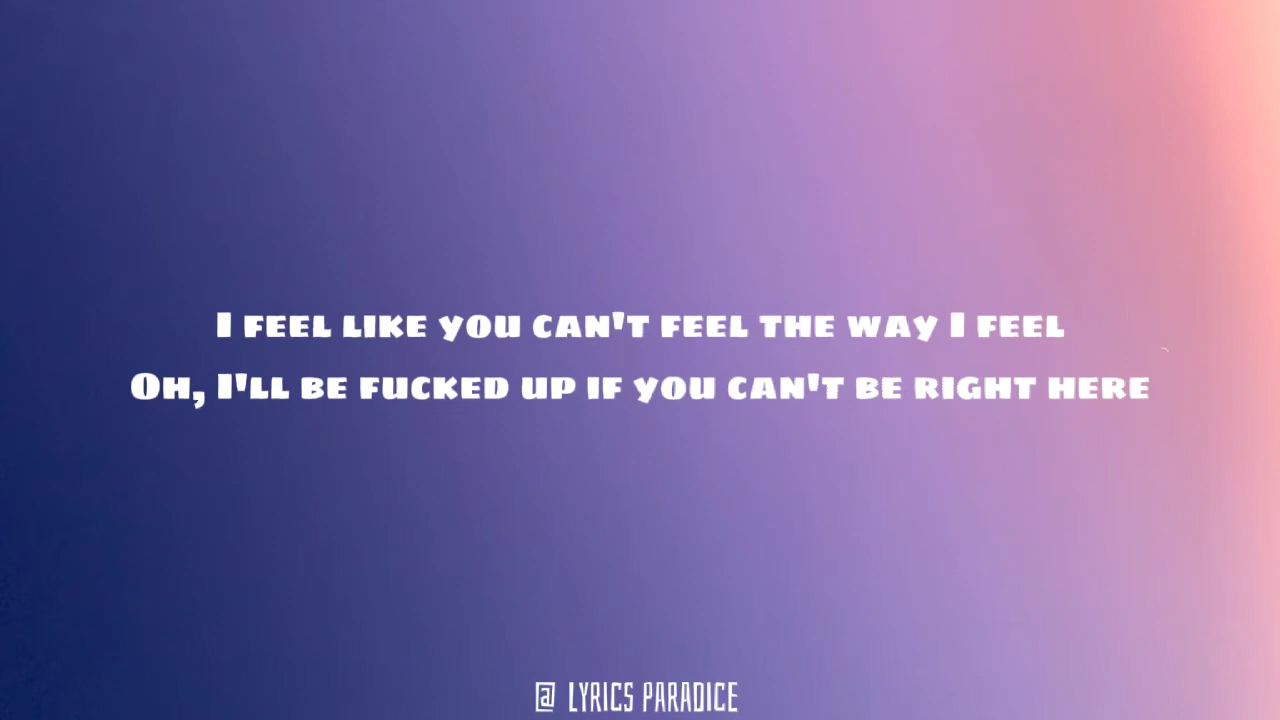 I feel like you can't feel the way I feel
Oh, I'll be fucked up if you can't be right here
@ LYRICS PARADICE